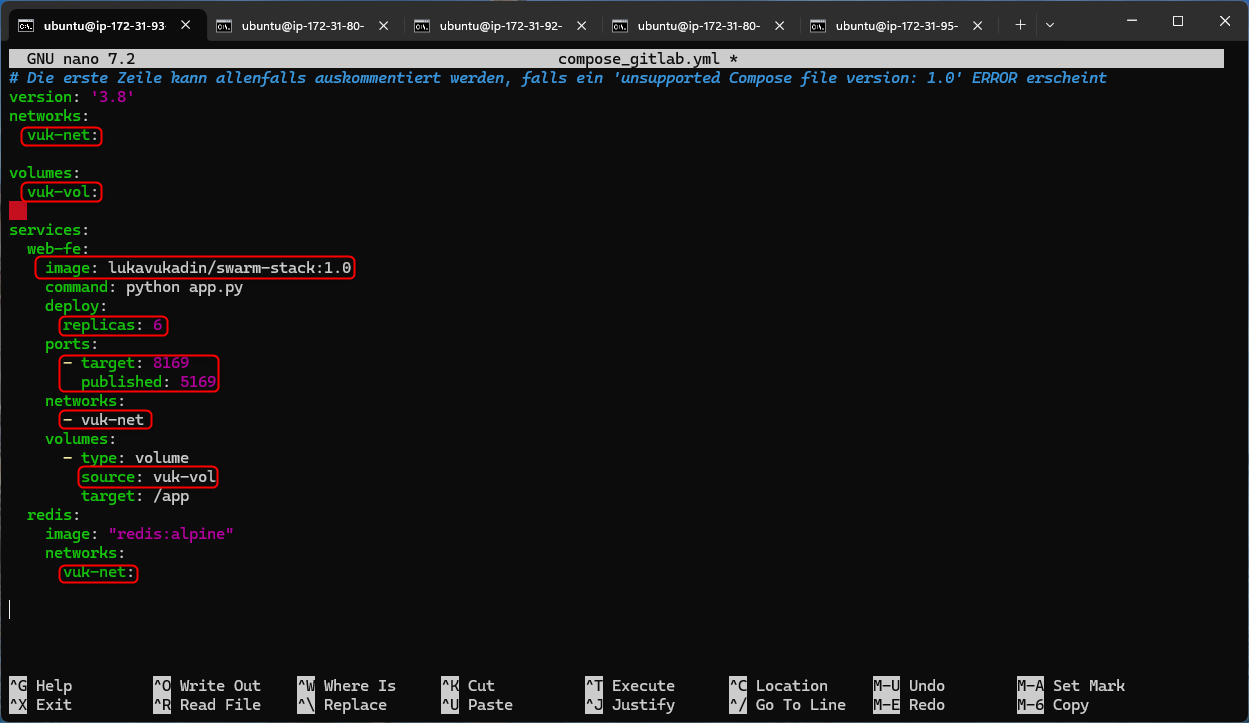 ubuntu@ip-172-31-93- ubuntu@ip-172-31-80- ubuntu@ip-172-31-92- ubuntu@ip-172-31-80- ubuntu@ip-172-31-95-
GNU nano 7.2 compose_gitlab.yml *
# Die erste Zeile kann allenfalls auskommentiert werden, falls ein 'unsupported Compose file version: 1.0' ERROR erscheint
version: '3.8'
networks:
  vuk-net:

volumes:
  vuk-vol:

services:
  web-fe:
    image: lukavukadin/swarm-stack:1.0
    command: python app.py
    deploy:
      replicas: 6
    ports:
      - target: 8169
        published: 5169
    networks:
      - vuk-net
    volumes:
      - type: volume
        source: vuk-vol
        target: /app
  redis:
    image: "redis:alpine"
    networks:
      vuk-net:

^G Help ^O Write Out ^W Where Is ^K Cut ^T Execute ^C Location M-U Undo M-A Set Mark
^X Exit ^R Read File ^\ Replace ^U Paste ^J Justify ^/ Go To Line M-E Redo M-6 Copy